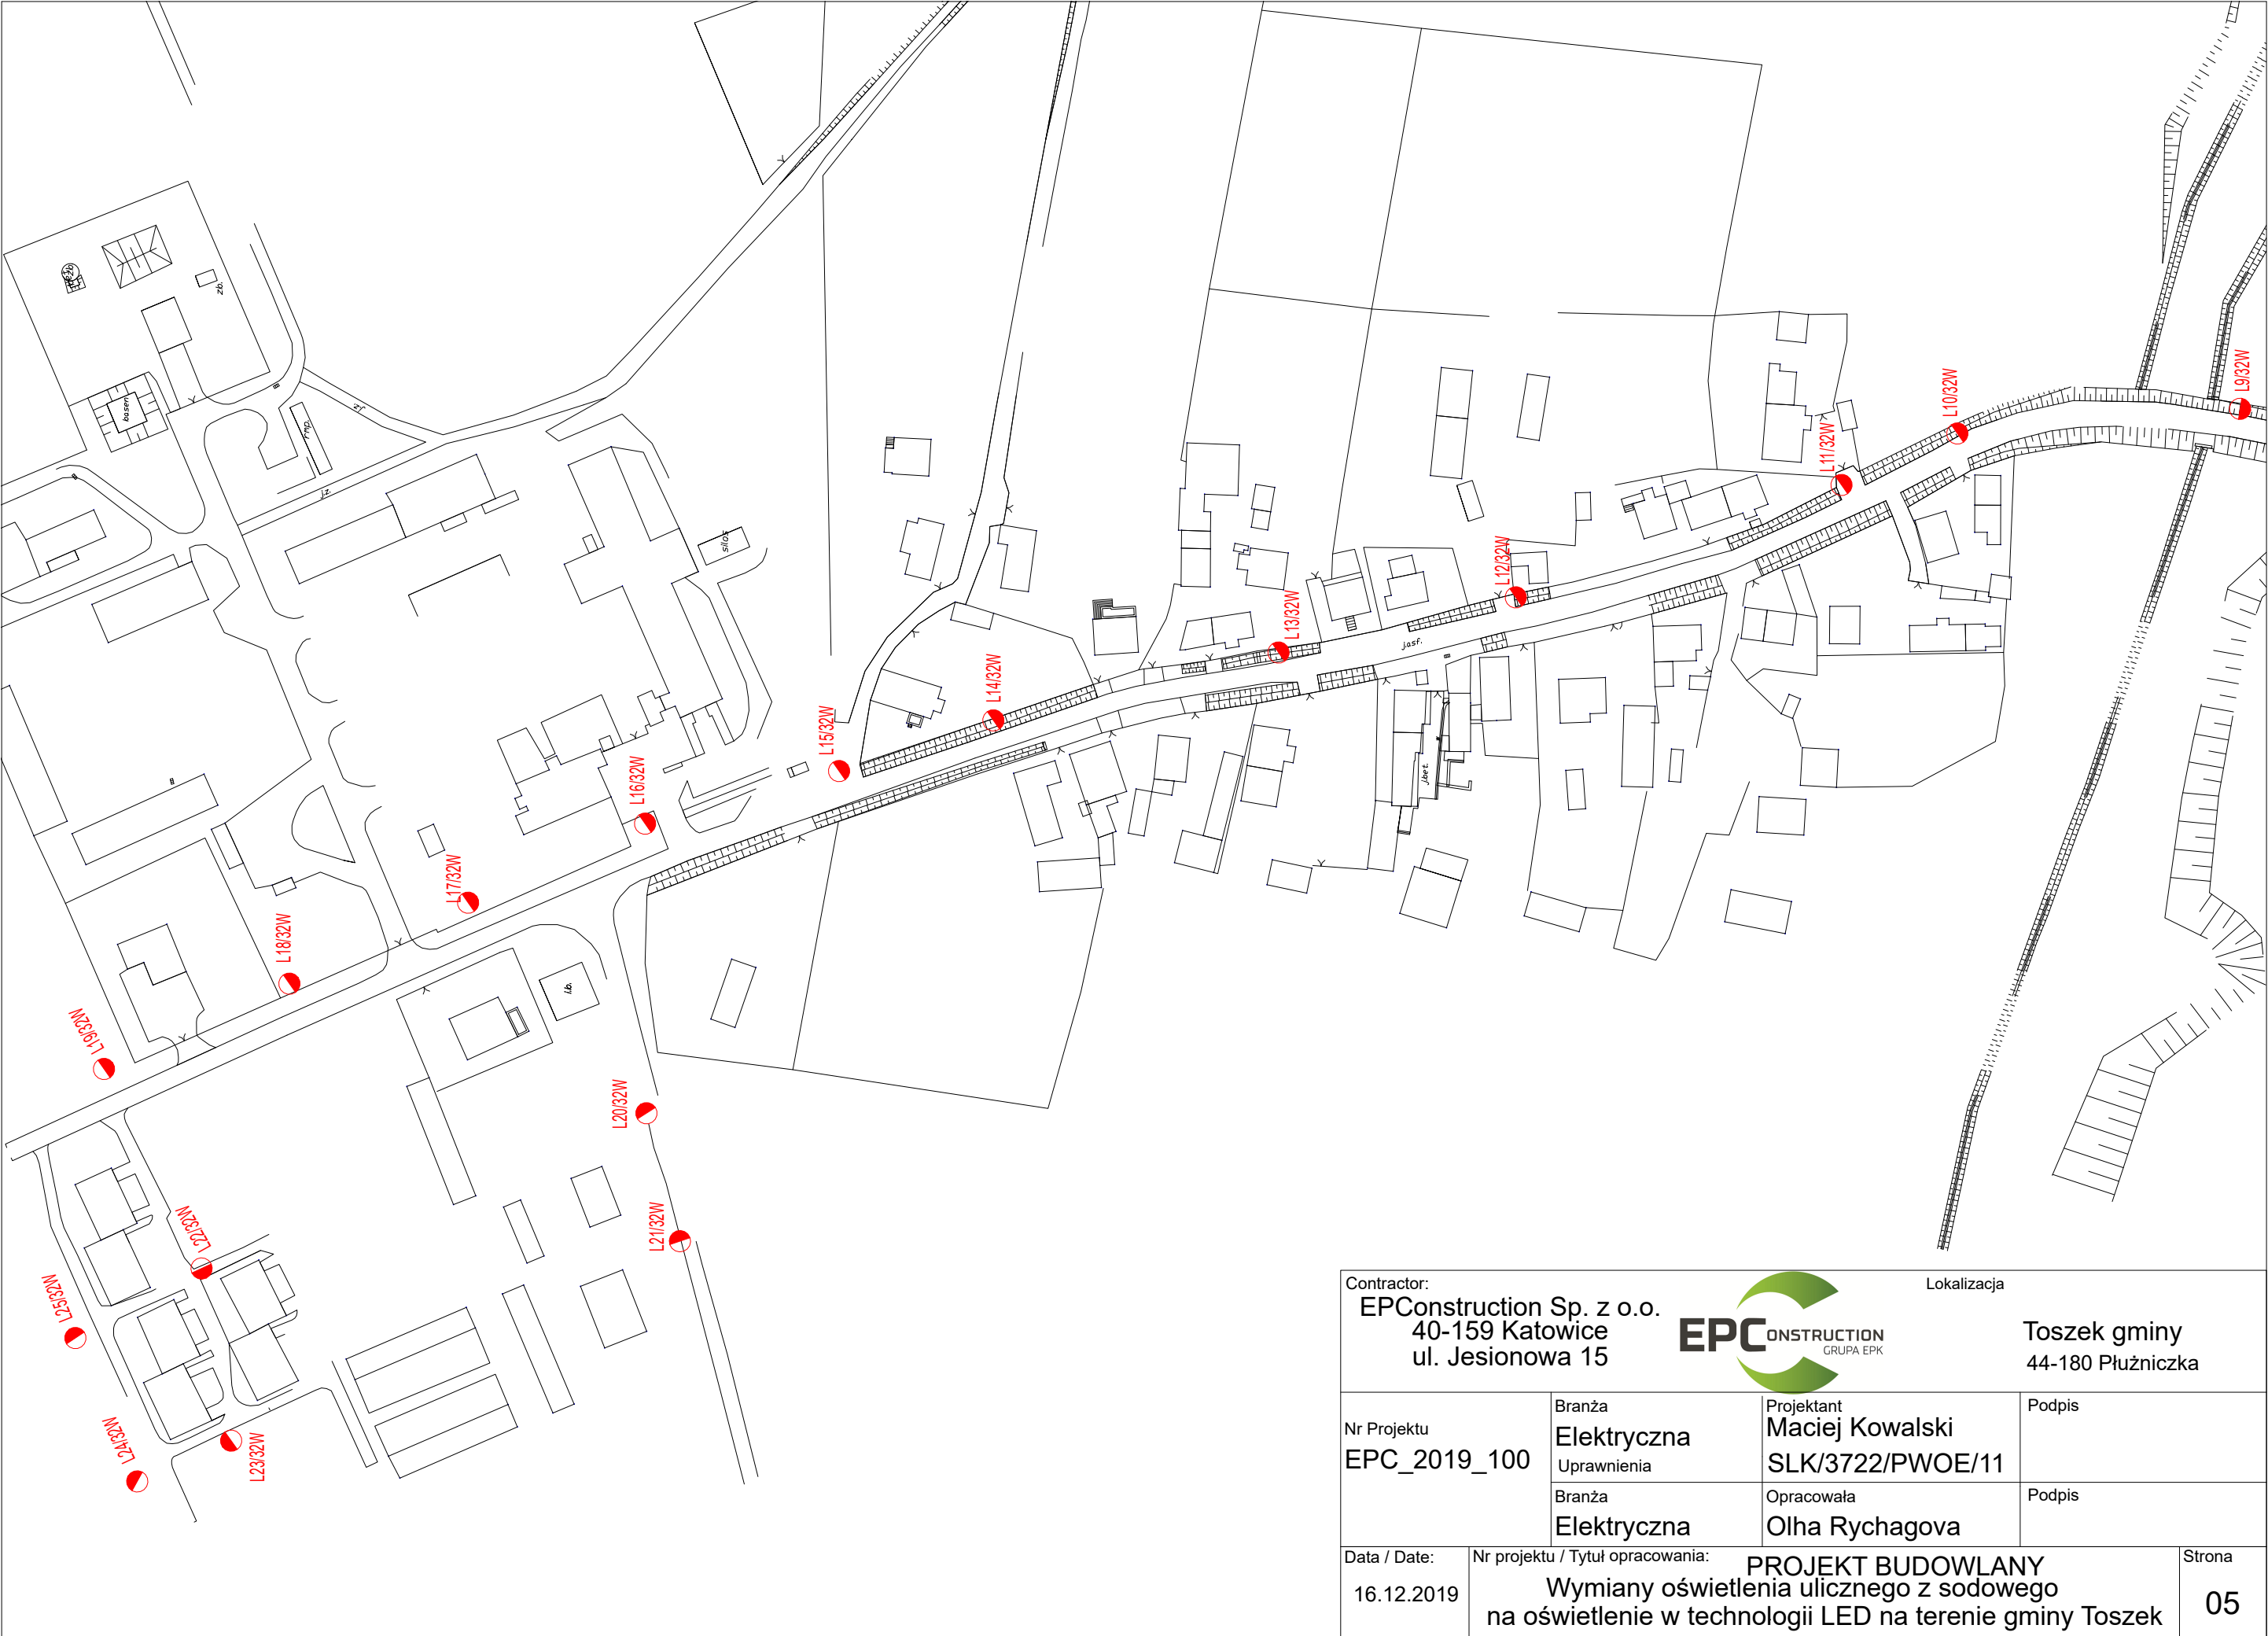 zb.
basen
rmp.
jż.
jż.
silos
i.b.
jasf.
jbet.
L9/32W
L10/32W
L11/32W
L12/32W
L13/32W
L14/32W
L15/32W
L16/32W
L17/32W
L18/32W
L19/32W
L20/32W
L21/32W
L22/32W
L25/32W
L24/32W
L23/32W
Contractor:
EPConstruction Sp. z o.o.
40-159 Katowice
ul. Jesionowa 15
EPCONSTRUCTION
GRUPA EPK
Lokalizacja
Toszek gminy
44-180 Płużniczka
Nr Projektu
EPC_2019_100
Branża
Elektryczna
Uprawnienia
Projektant
Maciej Kowalski
SLK/3722/PWOE/11
Podpis
Branża
Elektryczna
Opracowała
Olha Rychagova
Podpis
Data / Date:
16.12.2019
Nr projektu / Tytuł opracowania:
PROJEKT BUDOWLANY
Wymiany oświetlenia ulicznego z sodowego
na oświetlenie w technologii LED na terenie gminy Toszek
Strona
05